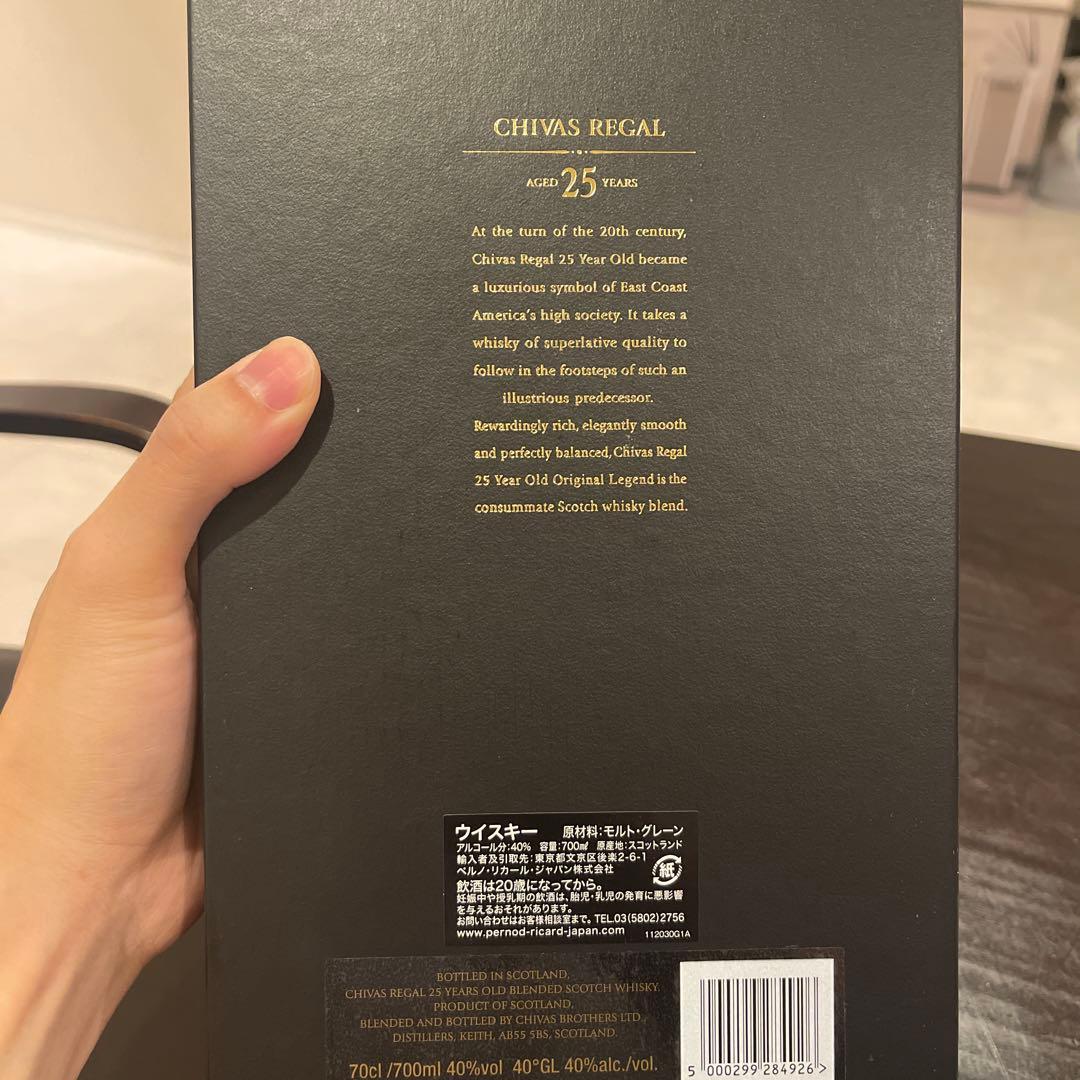 CHIVAS REGAL
AGED 25 YEARS
At the turn of the 20th century,
Chivas Regal 25 Year Old became
a luxurious symbol of East Coast
America's high society. It takes a
whisky of superlative quality to
follow in the footsteps of such an
illustrious predecessor.
Rewardingly rich, elegantly smooth
and perfectly balanced, Chivas Regal
25 Year Old Original Legend is the
consummate Scotch whisky blend.
ウイスキー 原材料:モルト・グレーン
アルコール分:40% 容量:700㎖ 原産地:スコットランド
輸入者及引取先:東京都文京区後楽2-6-1
ペルノ・リカール・ジャパン株式会社
紙
飲酒は20歳になってから。
妊娠中や授乳期の飲酒は、胎児・乳児の発育に悪影響
を与えるおそれがあります。
お問い合わせはお客様相談室まで。TEL.03(5802)2756
www.pernod-ricard-japan.com 112030G1A
BOTTLED IN SCOTLAND,
CHIVAS REGAL 25 YEARS OLD BLENDED SCOTCH WHISKY.
PRODUCT OF SCOTLAND,
BLENDED AND BOTTLED BY CHIVAS BROTHERS LTD.,
DISTILLERS, KEITH, AB55 5BS, SCOTLAND.
70cl /700ml 40%vol 40°GL 40%alc./vol.
5 000299 284926 >